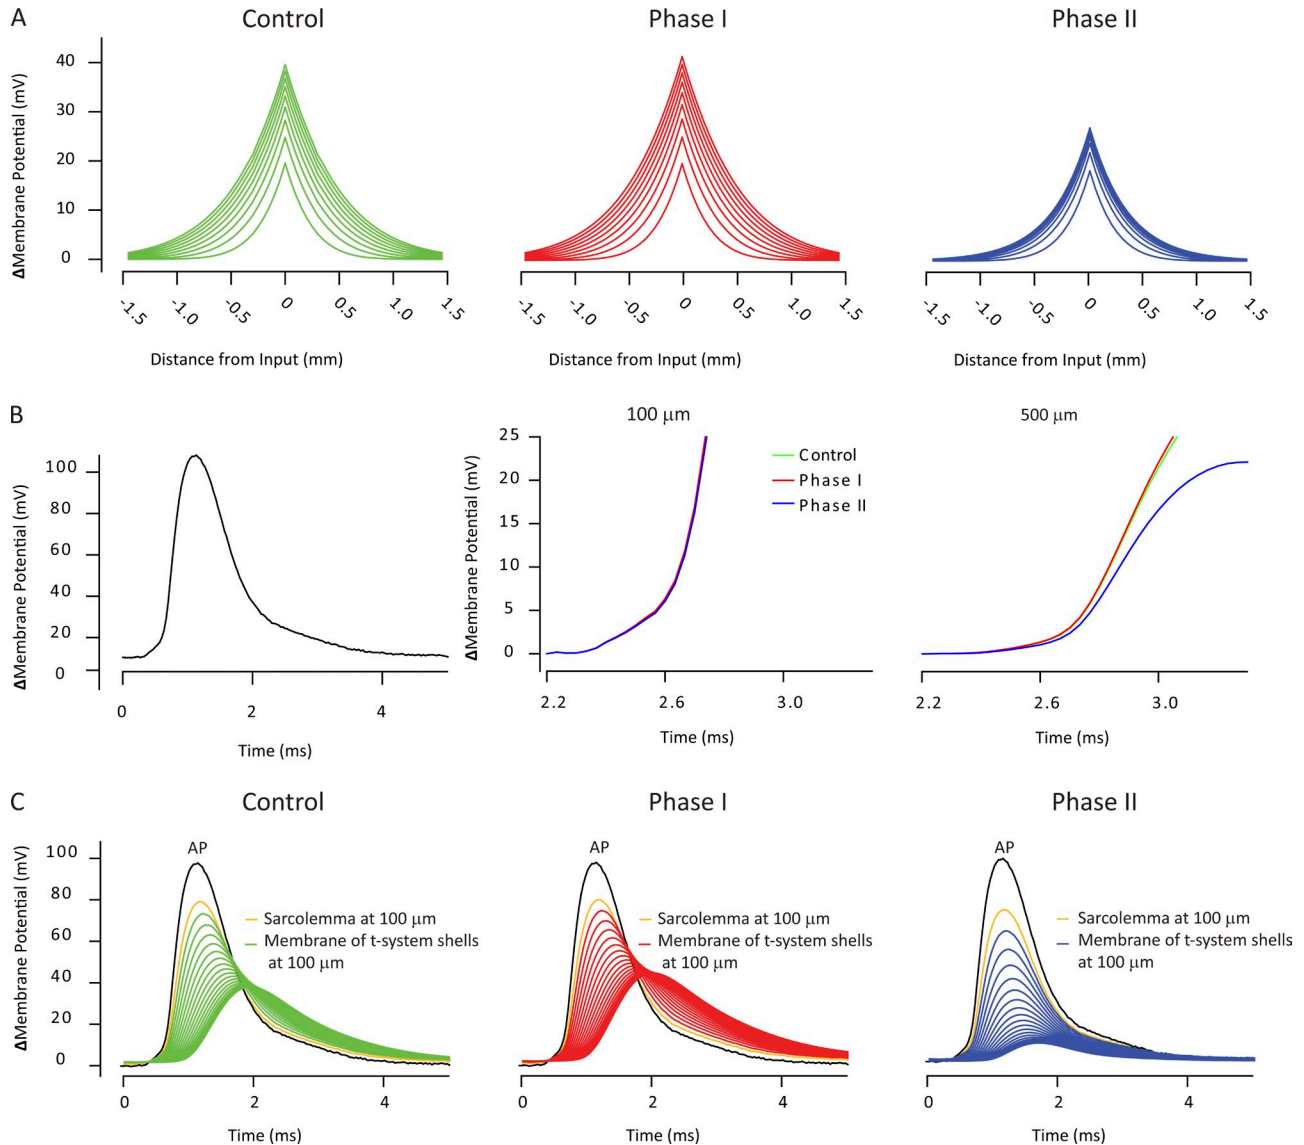 A
Control
Phase I
Phase II
ΔMembrane Potential (mV)
40
30
20
10
0
-1.5 -1.0 -0.5 0 0.5 1.0 1.5
-1.5 -1.0 -0.5 0 0.5 1.0 1.5
-1.5 -1.0 -0.5 0 0.5 1.0 1.5
Distance from Input (mm)
Distance from Input (mm)
Distance from Input (mm)
B
ΔMembrane Potential (mV)
100
80
60
40
20
0
0 2 4
Time (ms)
100 µm
ΔMembrane Potential (mV)
25
20
15
10
5
0
Control
Phase I
Phase II
2.2 2.6 3.0
Time (ms)
500 µm
2.2 2.6 3.0
Time (ms)
C
Control
ΔMembrane Potential (mV)
100
80
60
40
20
0
AP
Sarcolemma at 100 µm
Membrane of t-system shells
at 100 µm
0 2 4
Time (ms)
Phase I
AP
Sarcolemma at 100 µm
Membrane of t-system shells
at 100 µm
0 2 4
Time (ms)
Phase II
AP
Sarcolemma at 100 µm
Membrane of t-system shells
at 100 µm
0 2 4
Time (ms)